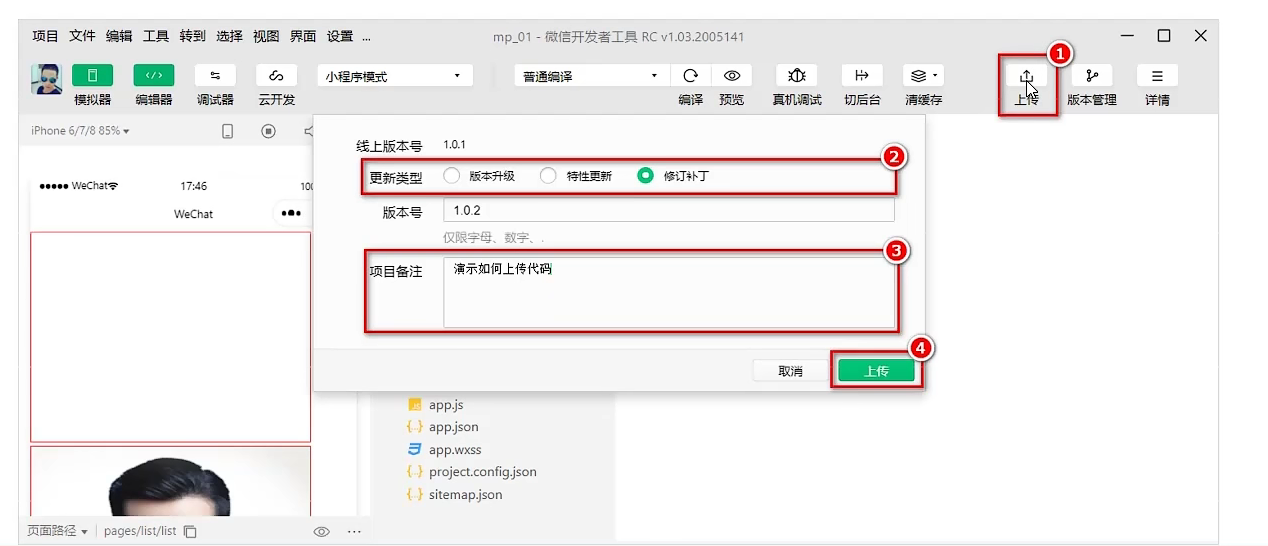 项目 文件 编辑 工具 转到 选择 视图 界面 设置 ... mp_01 - 微信开发者工具 RC v1.03.2005141
小程序模式 普通编译
模拟器 编辑器 调试器 云开发 编译 预览 真机调试 切后台 清缓存 上传 版本管理 详情
1
iPhone 6/7/8 85%
WeChat 17:46 100
WeChat
线上版本号 1.0.1
2
更新类型 版本升级 特性更新 修订补丁
版本号 1.0.2
仅限字母、数字、.
3
项目备注 演示如何上传代码
4
取消 上传
app.js
app.json
app.wxss
project.config.json
sitemap.json
页面路径 pages/list/list ...